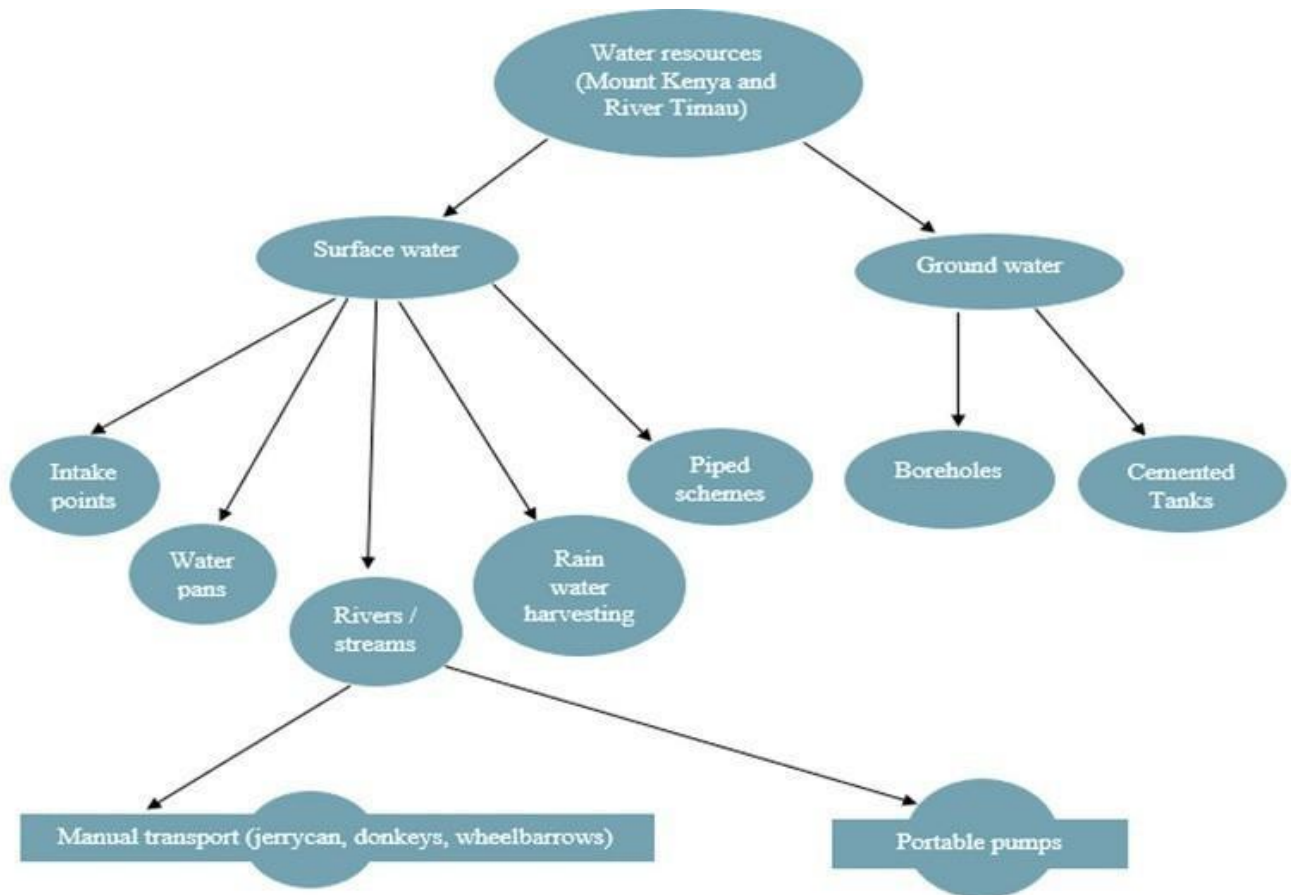 Water resources
(Mount Kenya and
River Timau)
Surface water
Ground water
Intake
points
Water
pans
Rivers /
streams
Rain
water
harvesting
Piped
schemes
Boreholes
Cemented
Tanks
Manual transport (jerrycan, donkeys, wheelbarrows)
Portable pumps